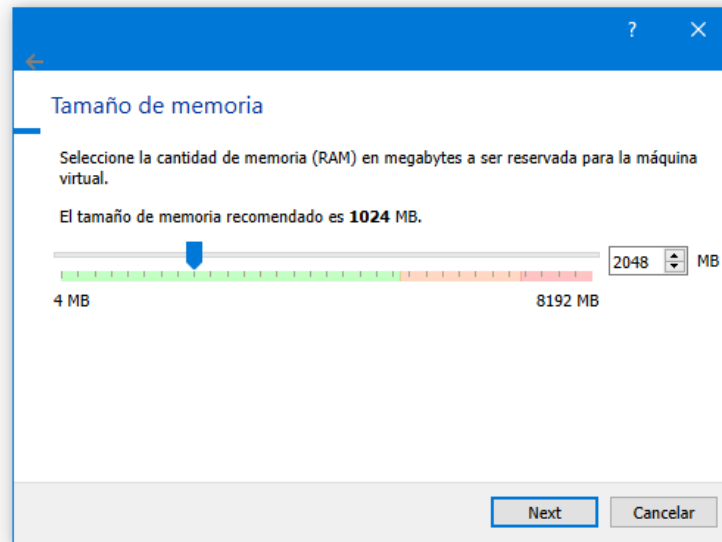 ?
Tamaño de memoria
Seleccione la cantidad de memoria (RAM) en megabytes a ser reservada para la máquina
virtual.
El tamaño de memoria recomendado es 1024 MB.
2048 MB
4 MB 8192 MB
Next Cancelar